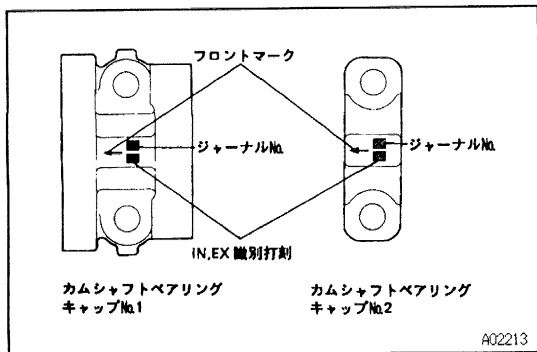 フロントマーク
ジャーナル№
ジャーナル№
IN,EX 識別打刻
カムシャフトベアリング
キャップ№1
カムシャフトベアリング
キャップ№2
A02213